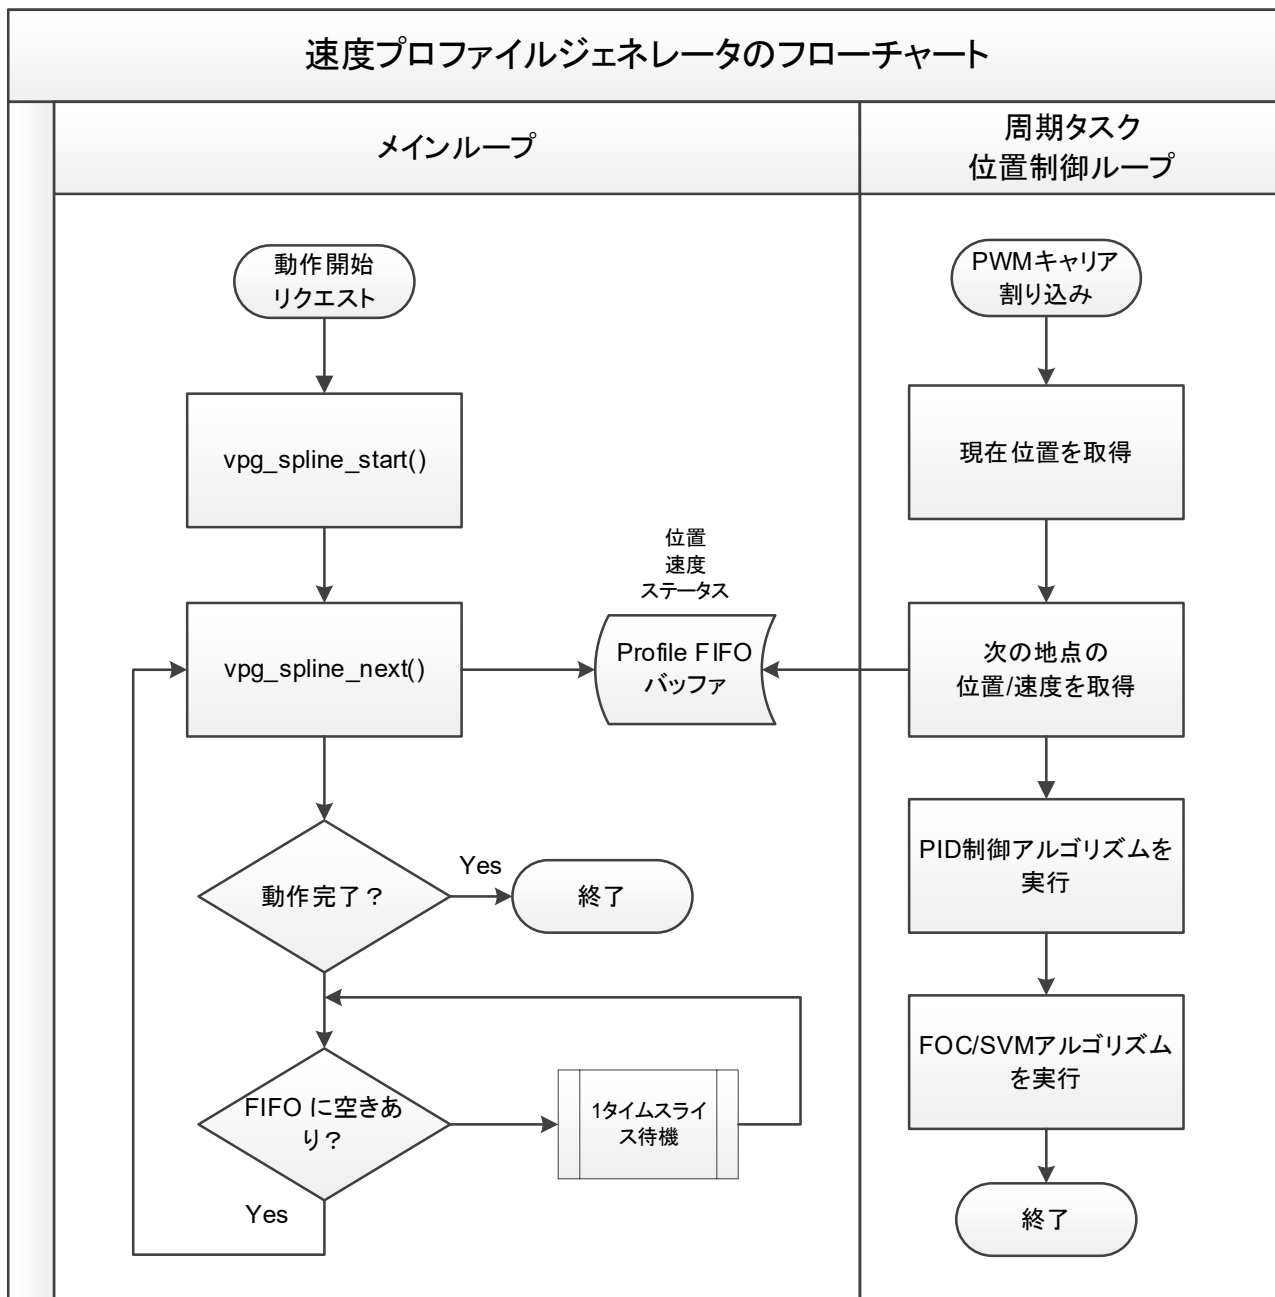 速度プロファイルジェネレータのフローチャート
メインループ
周期タスク
位置制御ループ
動作開始
リクエスト
vpg_spline_start()
vpg_spline_next()
位置
速度
ステータス
Profile FIFO
バッファ
動作完了？
Yes
終了
FIFO に空きあ
り？
Yes
1タイムスライ
ス待機
PWMキャリア
割り込み
現在位置を取得
次の地点の
位置/速度を取得
PID制御アルゴリズムを
実行
FOC/SVMアルゴリズム
を実行
終了